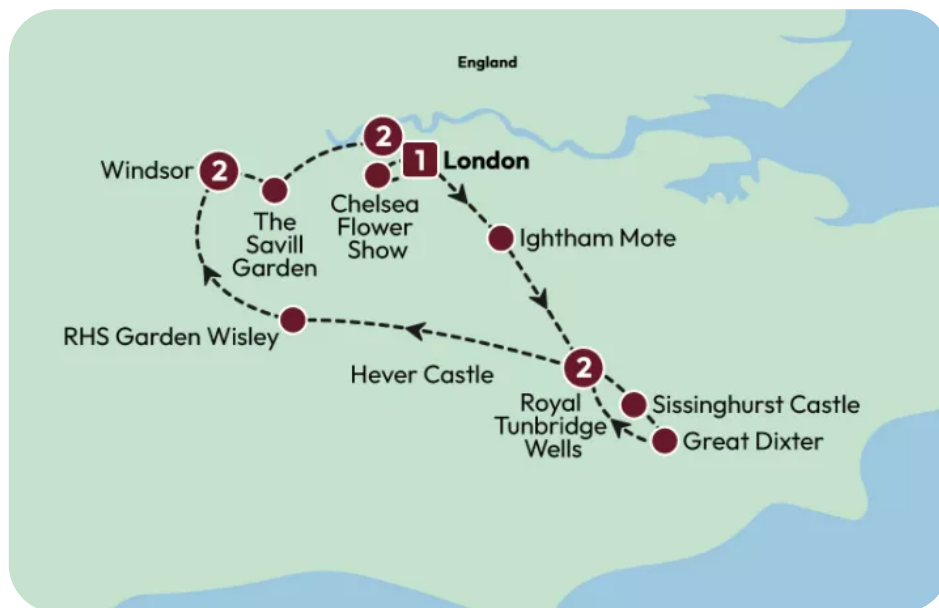 England
2
1
London
Windsor
2
Chelsea
Flower
Show
The
Savill
Garden
Ightham Mote
RHS Garden Wisley
Hever Castle
2
Royal
Tunbridge
Wells
Sissinghurst Castle
Great Dixter